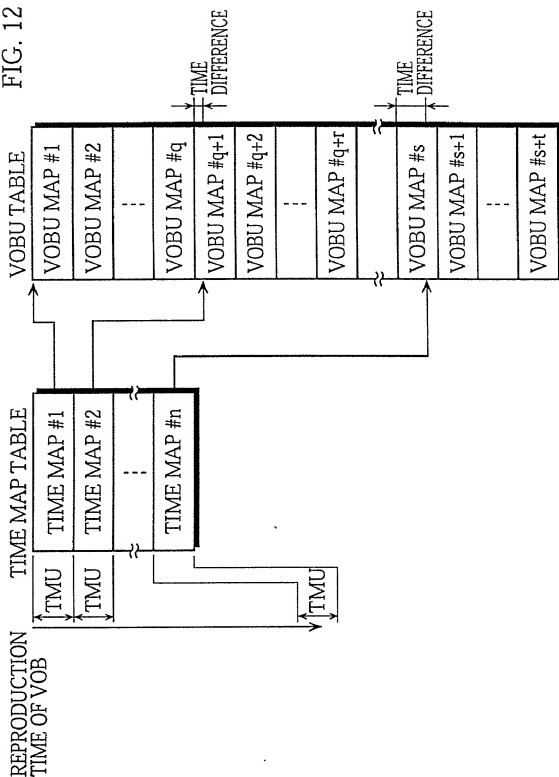 FIG. 12
REPRODUCTION
TIME OF VOB
TMU
TMU
TMU
TIME MAP TABLE
TIME MAP #1
TIME MAP #2
TIME MAP #n
VOBU TABLE
VOBU MAP #1
VOBU MAP #2
VOBU MAP #q
VOBU MAP #q+1
VOBU MAP #q+2
VOBU MAP #q+r
VOBU MAP #s
VOBU MAP #s+1
VOBU MAP #s+t
TIME
DIFFERENCE
TIME
DIFFERENCE